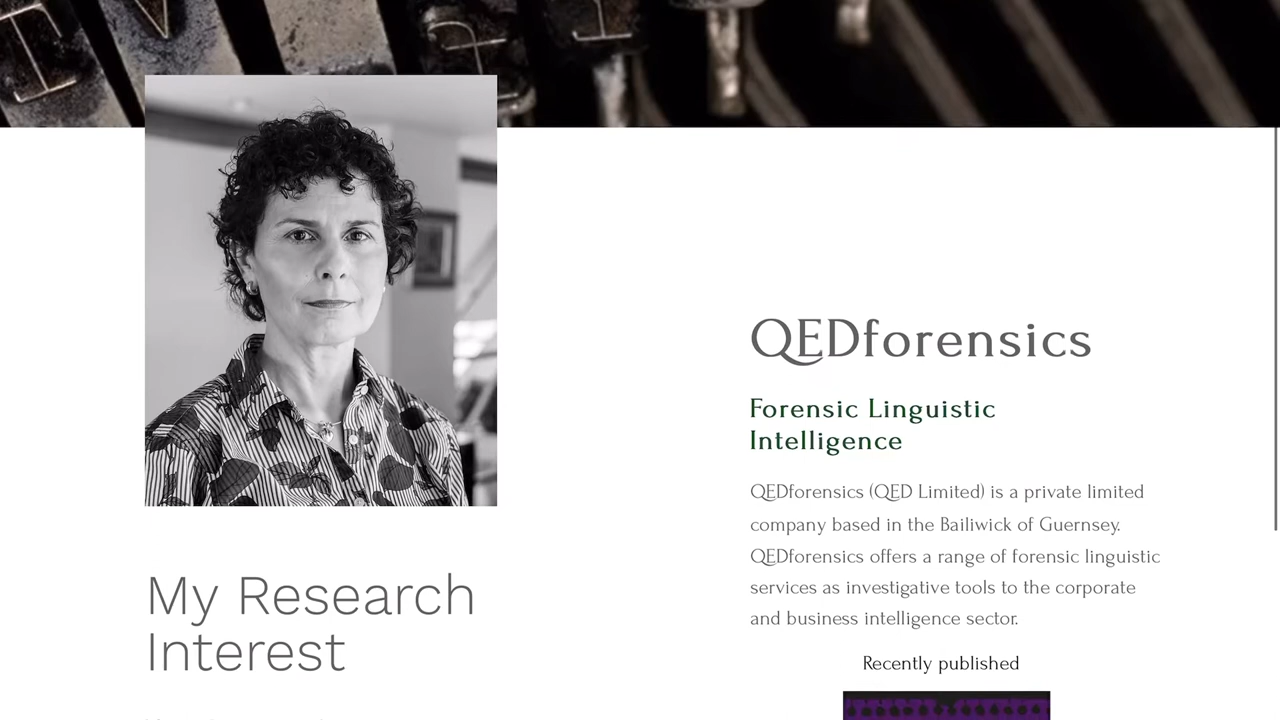 My Research
Interest
QEDforensics
Forensic Linguistic
Intelligence
QEDforensics (QED Limited) is a private limited
company based in the Bailiwick of Guernsey.
QEDforensics offers a range of forensic linguistic
services as investigative tools to the corporate
and business intelligence sector.
Recently published